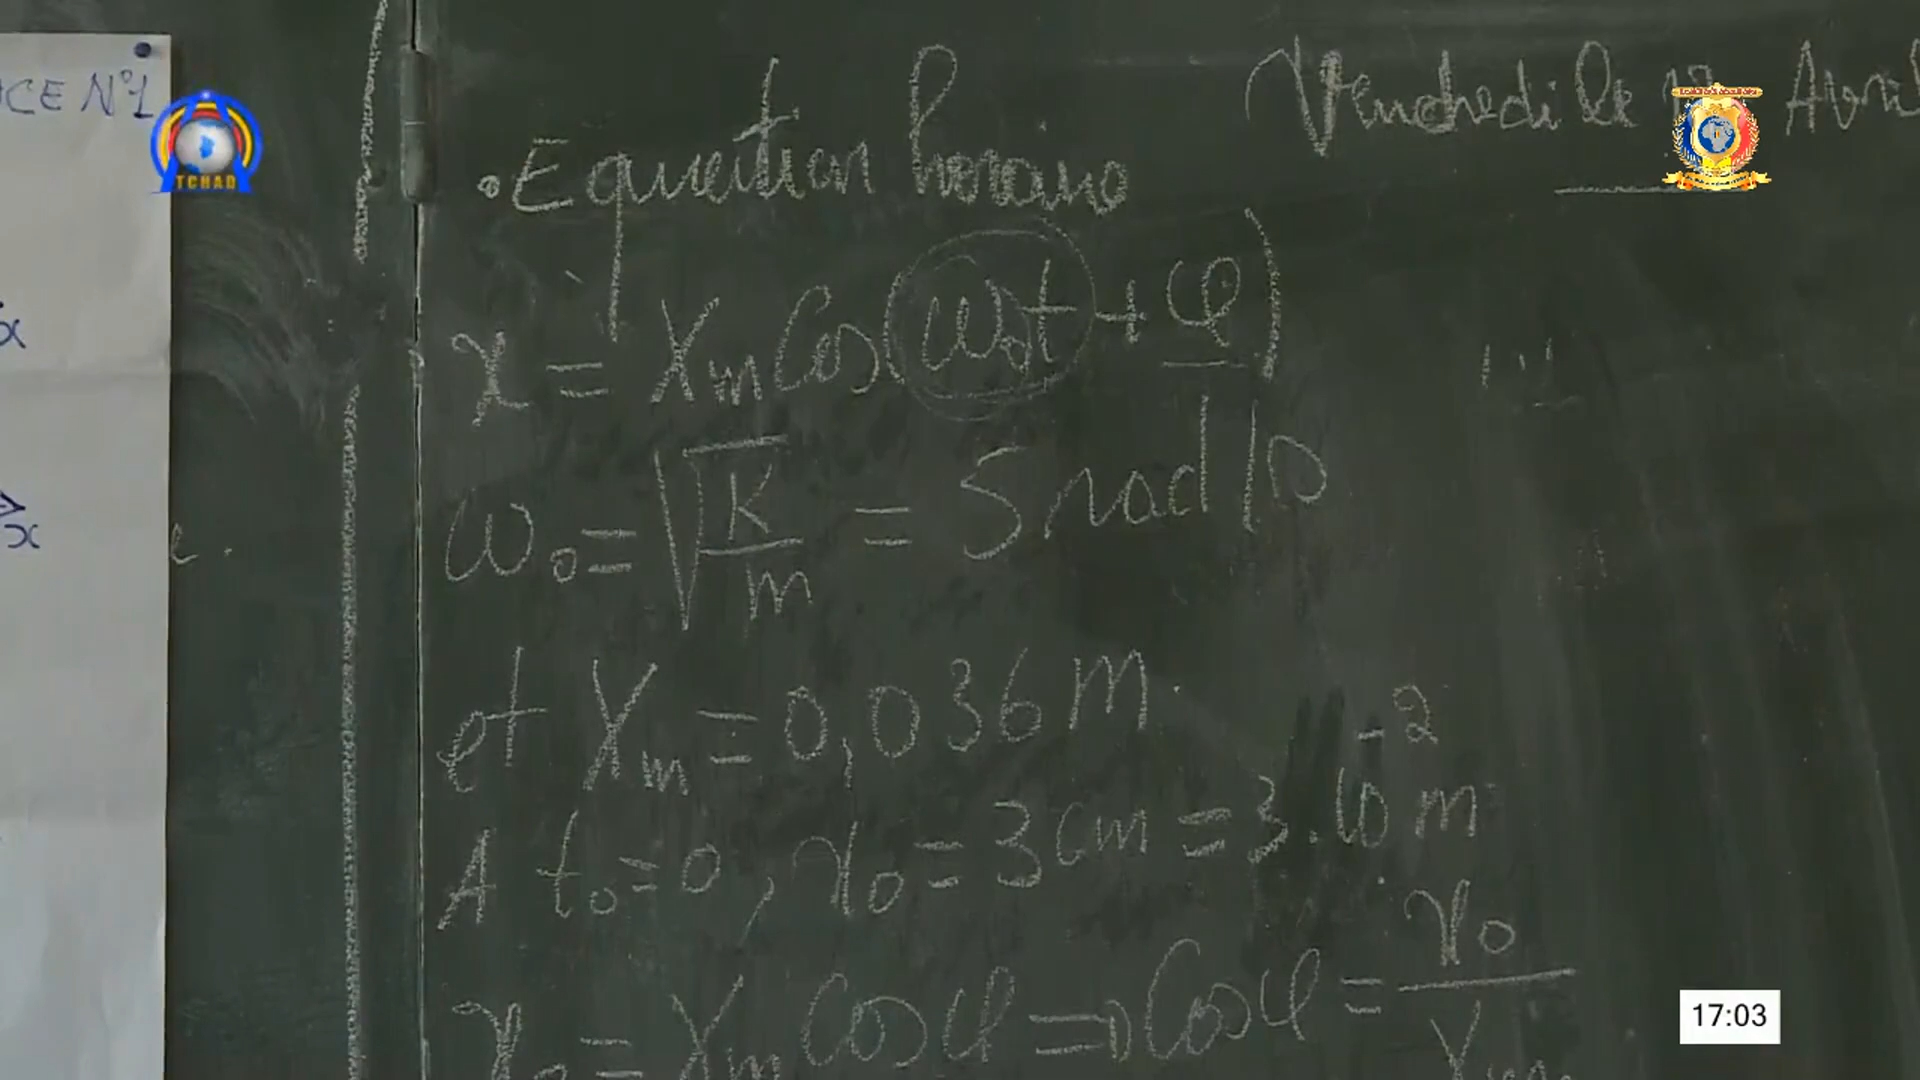 CE N°1
TCHAD
Vendredi le Avril
• Equation horaire
x = Xm Cos(ω₀t + φ)
ω₀ = √(K/m) = 5 rad/s
et Xm = 0,036 m.
A t₀ = 0, x₀ = 3 cm = 3.10⁻² m
x₀ = Xm Cos φ ⇒ Cos φ = x₀/Xm
x
x
e.
17:03